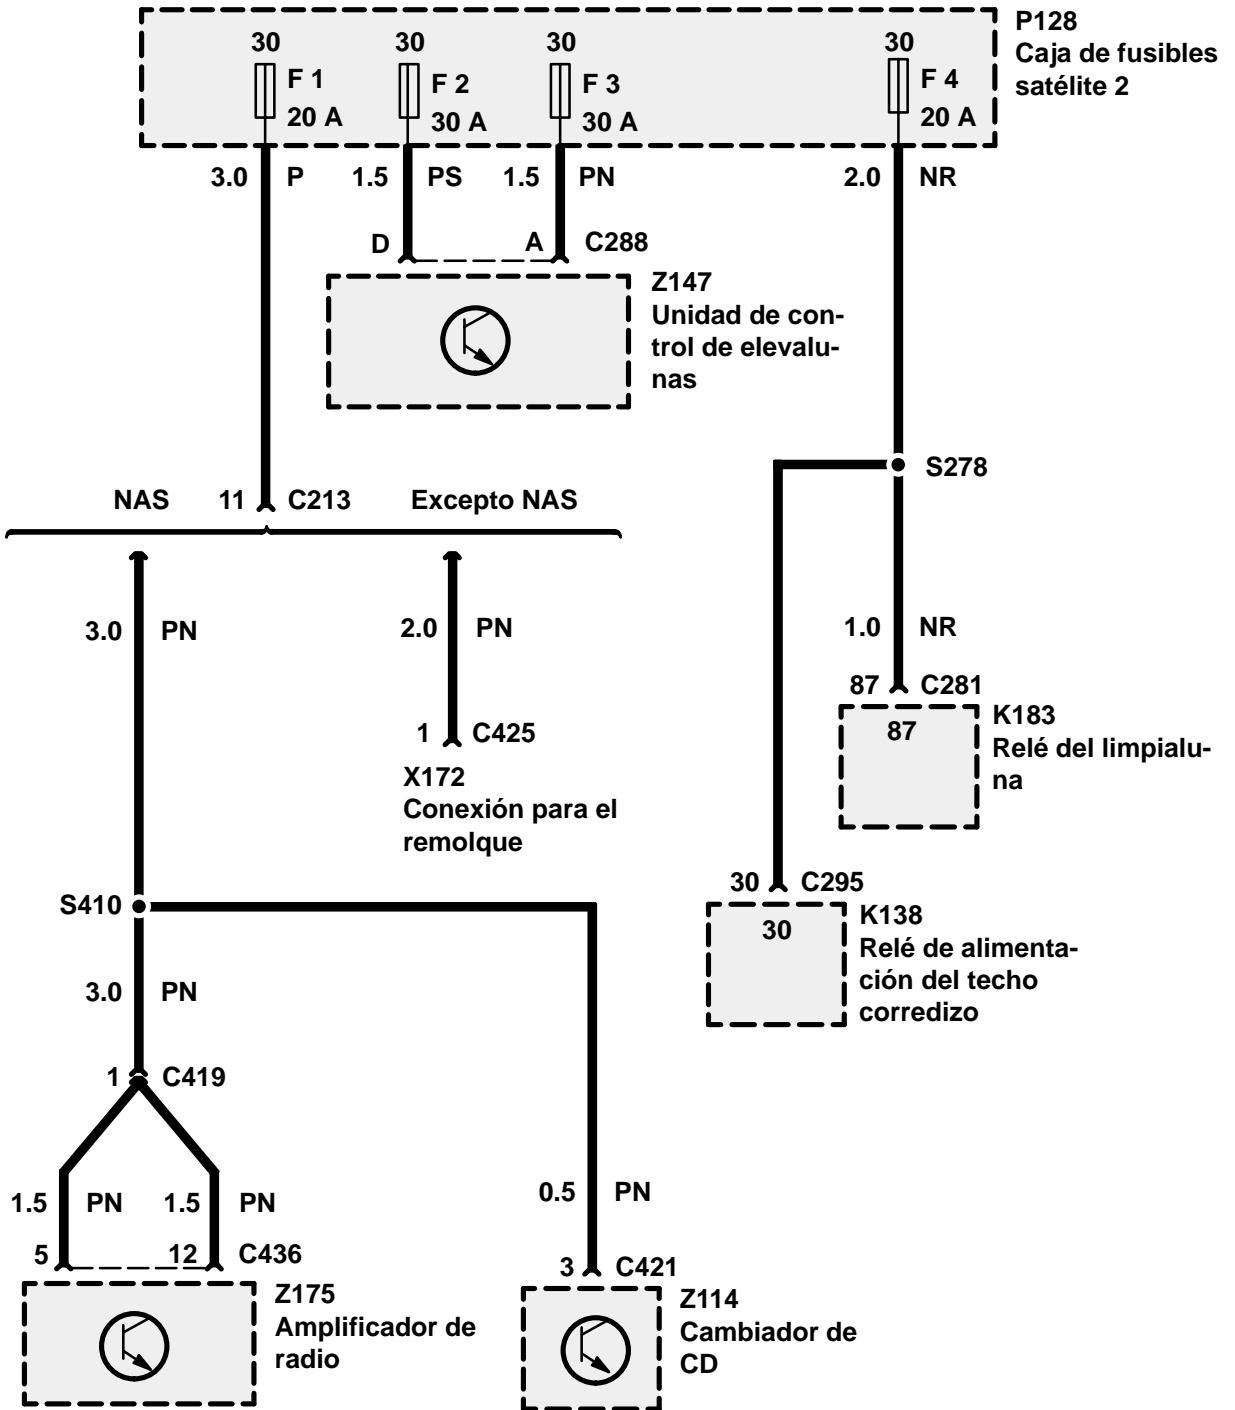 P128
Caja de fusibles
satélite 2
30 30 30 30
F 1 F 2 F 3 F 4
20 A 30 A 30 A 20 A
3.0 P 1.5 PS 1.5 PN 2.0 NR
D A C288
Z147
Unidad de con-
trol de elevalu-
nas
S278
NAS 11 C213 Excepto NAS
3.0 PN 2.0 PN 1.0 NR
87 C281
87
K183
Relé del limpialu-
na
1 C425
X172
Conexión para el
remolque
30 C295
30
K138
Relé de alimenta-
ción del techo
corredizo
S410
3.0 PN
1 C419
1.5 PN 1.5 PN 0.5 PN
5 12 C436
Z175
Amplificador de
radio
3 C421
Z114
Cambiador de
CD